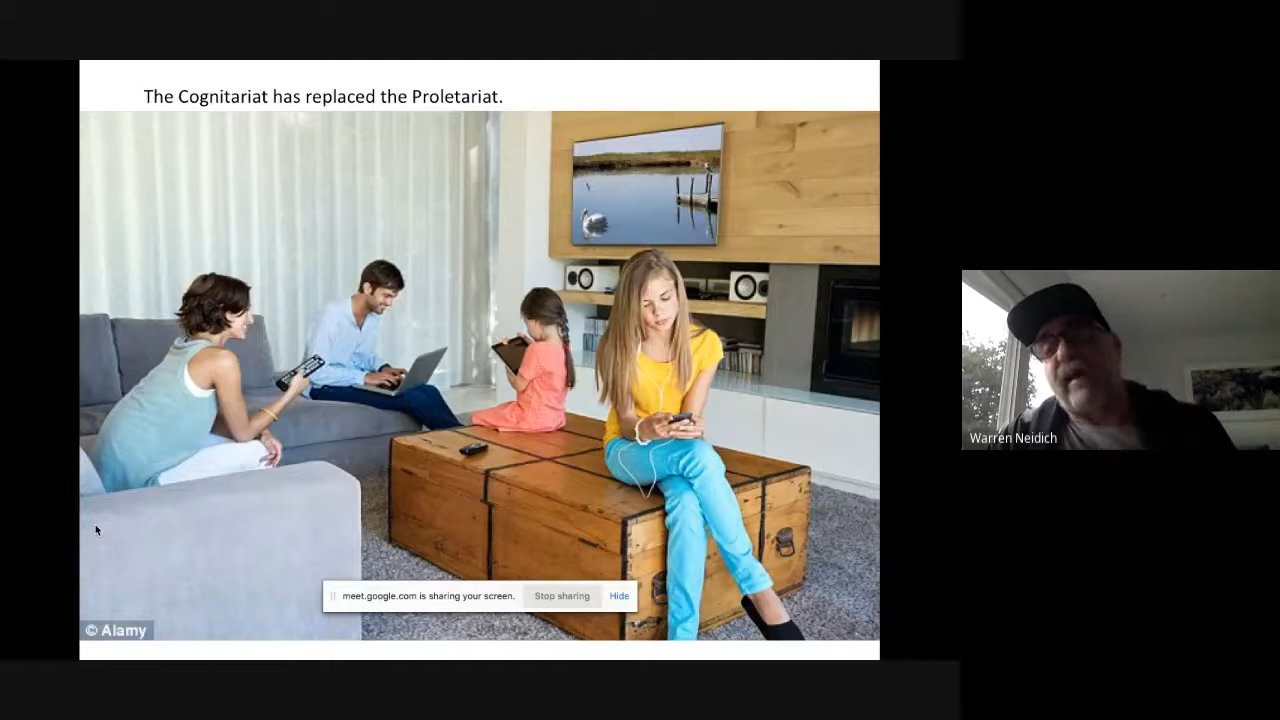 The Cognitariat has replaced the Proletariat.
Warren Neidich
meet.google.com is sharing your screen. Stop sharing Hide
© Alamy